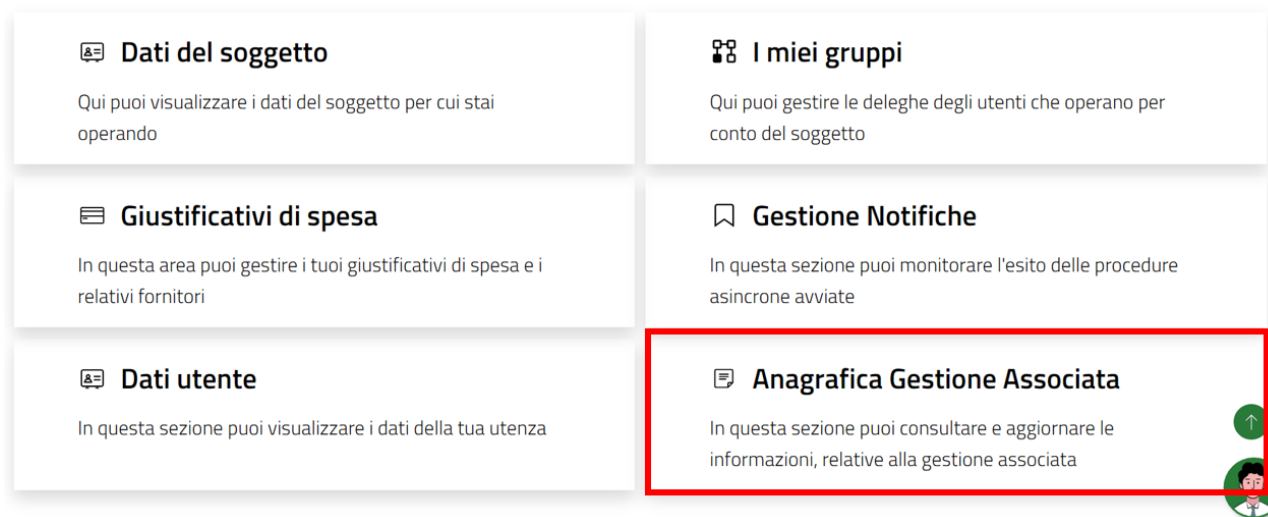 Dati del soggetto
Qui puoi visualizzare i dati del soggetto per cui stai
operando
I miei gruppi
Qui puoi gestire le deleghe degli utenti che operano per
conto del soggetto
Giustificativi di spesa
In questa area puoi gestire i tuoi giustificativi di spesa e i
relativi fornitori
Gestione Notifiche
In questa sezione puoi monitorare l'esito delle procedure
asincrone avviate
Dati utente
In questa sezione puoi visualizzare i dati della tua utenza
Anagrafica Gestione Associata
In questa sezione puoi consultare e aggiornare le
informazioni, relative alla gestione associata